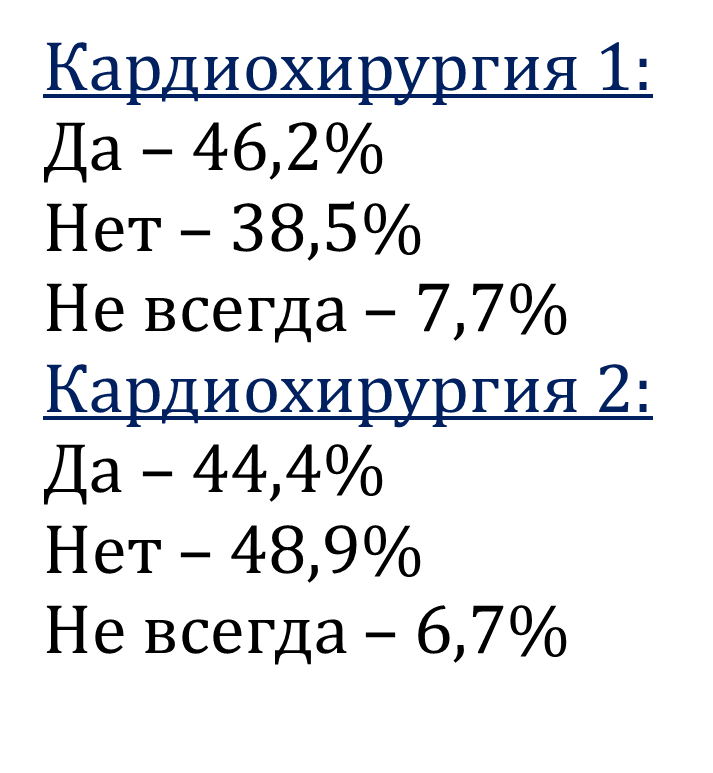 Кардиохирургия 1:
Да – 46,2%
Нет – 38,5%
Не всегда – 7,7%
Кардиохирургия 2:
Да – 44,4%
Нет – 48,9%
Не всегда – 6,7%